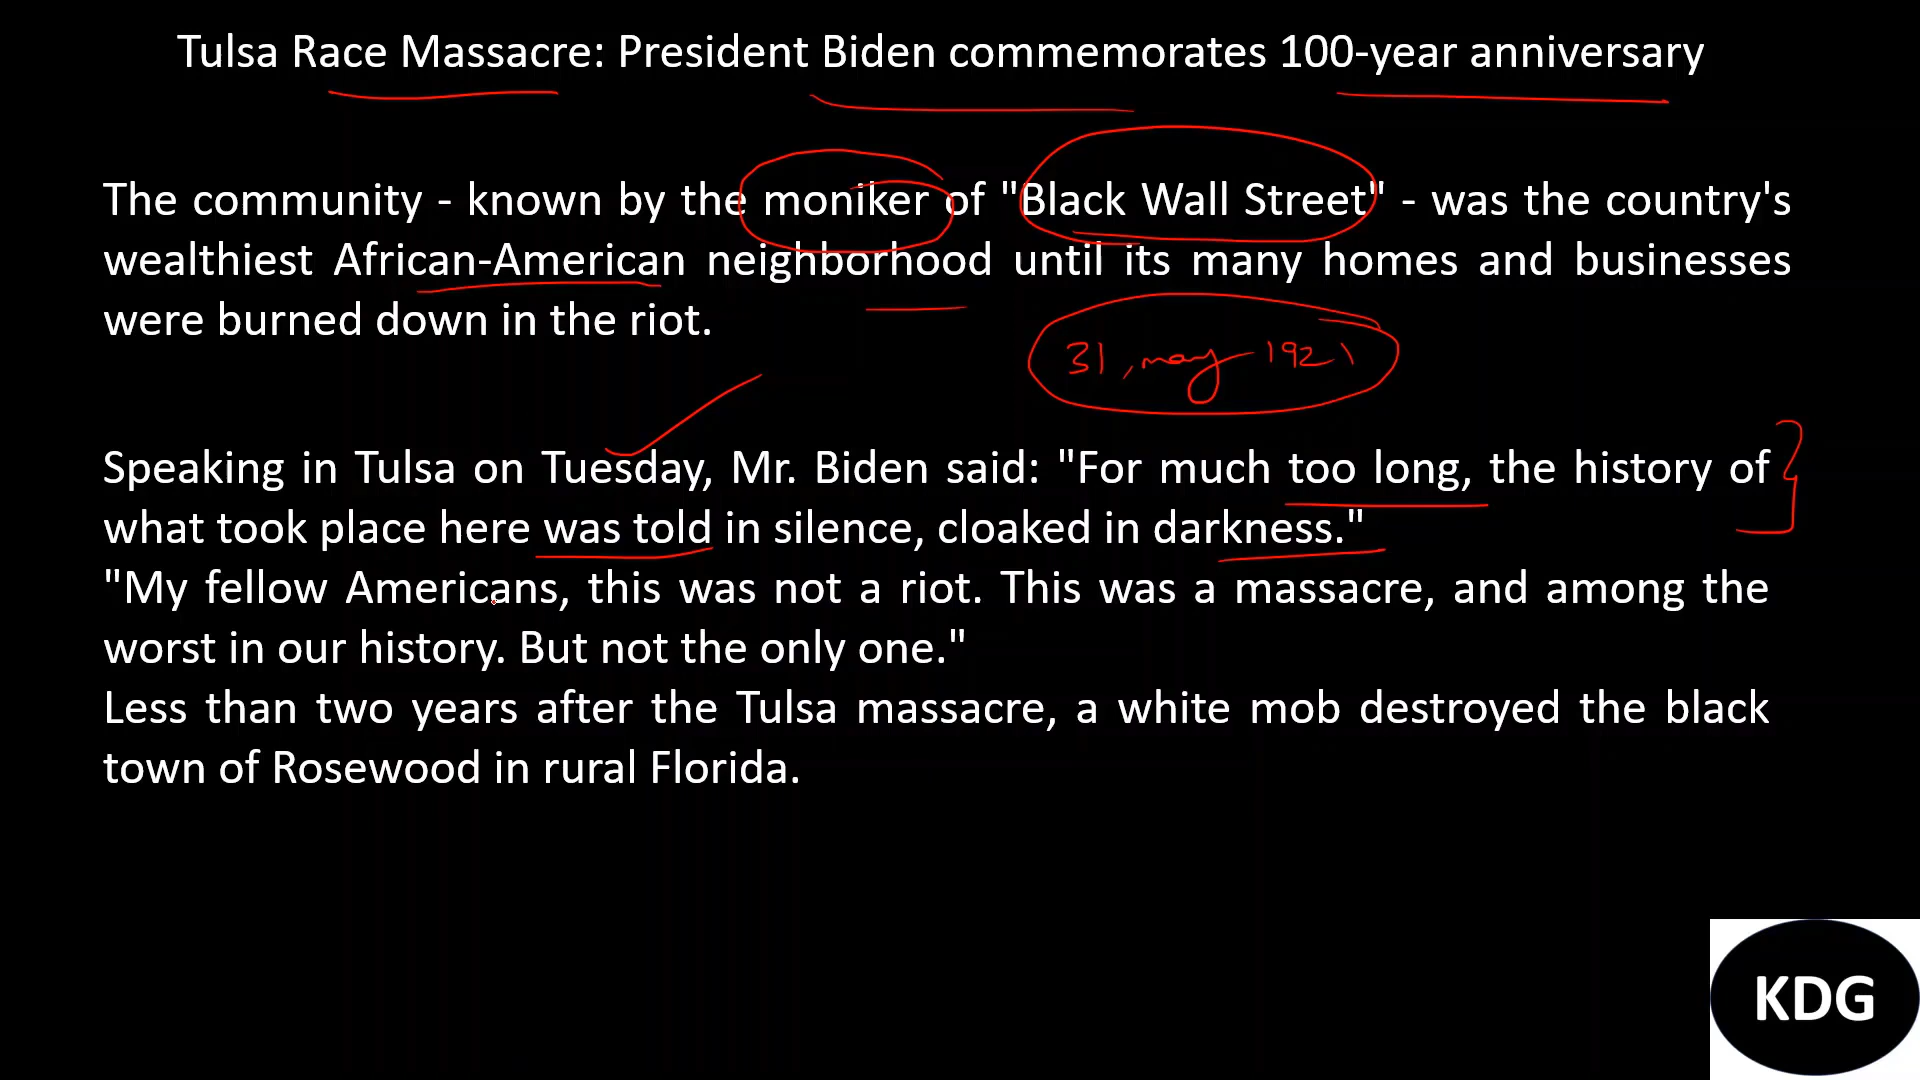 Tulsa Race Massacre: President Biden commemorates 100-year anniversary
The community - known by the moniker of "Black Wall Street" - was the country's
wealthiest African-American neighborhood until its many homes and businesses
were burned down in the riot.
31, may 1921
Speaking in Tulsa on Tuesday, Mr. Biden said: "For much too long, the history of
what took place here was told in silence, cloaked in darkness."
"My fellow Americans, this was not a riot. This was a massacre, and among the
worst in our history. But not the only one."
Less than two years after the Tulsa massacre, a white mob destroyed the black
town of Rosewood in rural Florida.
KDG